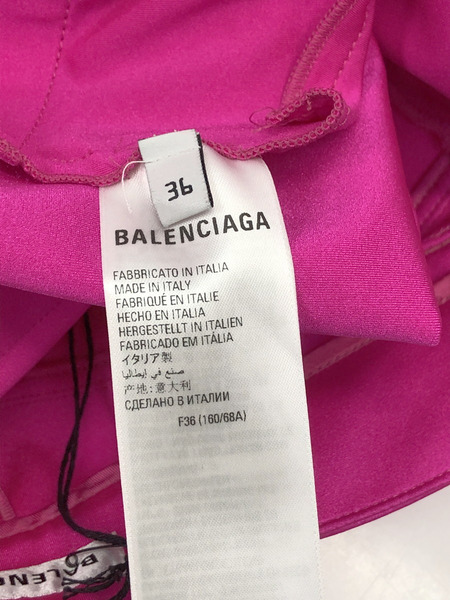 36
BALENCIAGA
FABBRICATO IN ITALIA
MADE IN ITALY
FABRIQUÉ EN ITALIE
HECHO EN ITALIA
HERGESTELLT IN ITALIEN
FABRICADO EM ITÁLIA
イタリア製
صنع في إيطاليا
产地:意大利
СДЕЛАНО В ИТАЛИИ
F36 (160/68A)